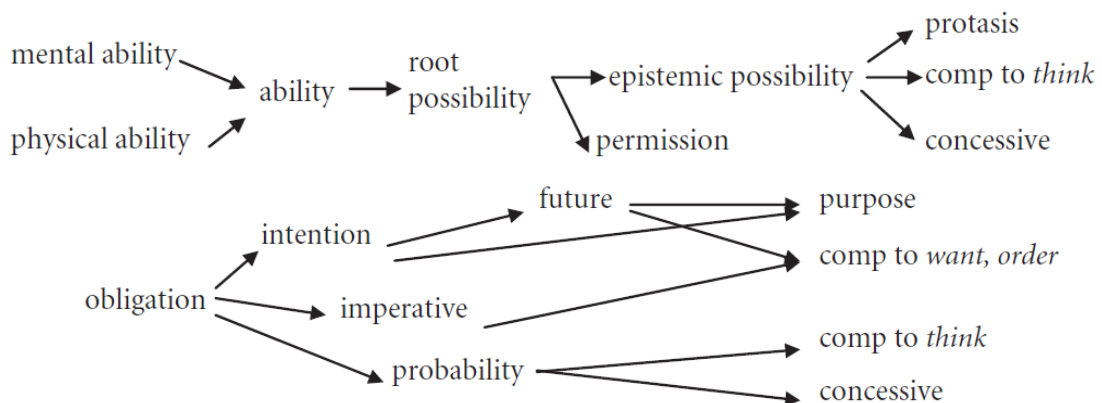 protasis
mental ability
root
possibility
ability
epistemic possibility
comp to think
physical ability
permission
concessive
future
purpose
intention
comp to want, order
obligation
imperative
comp to think
probability
concessive